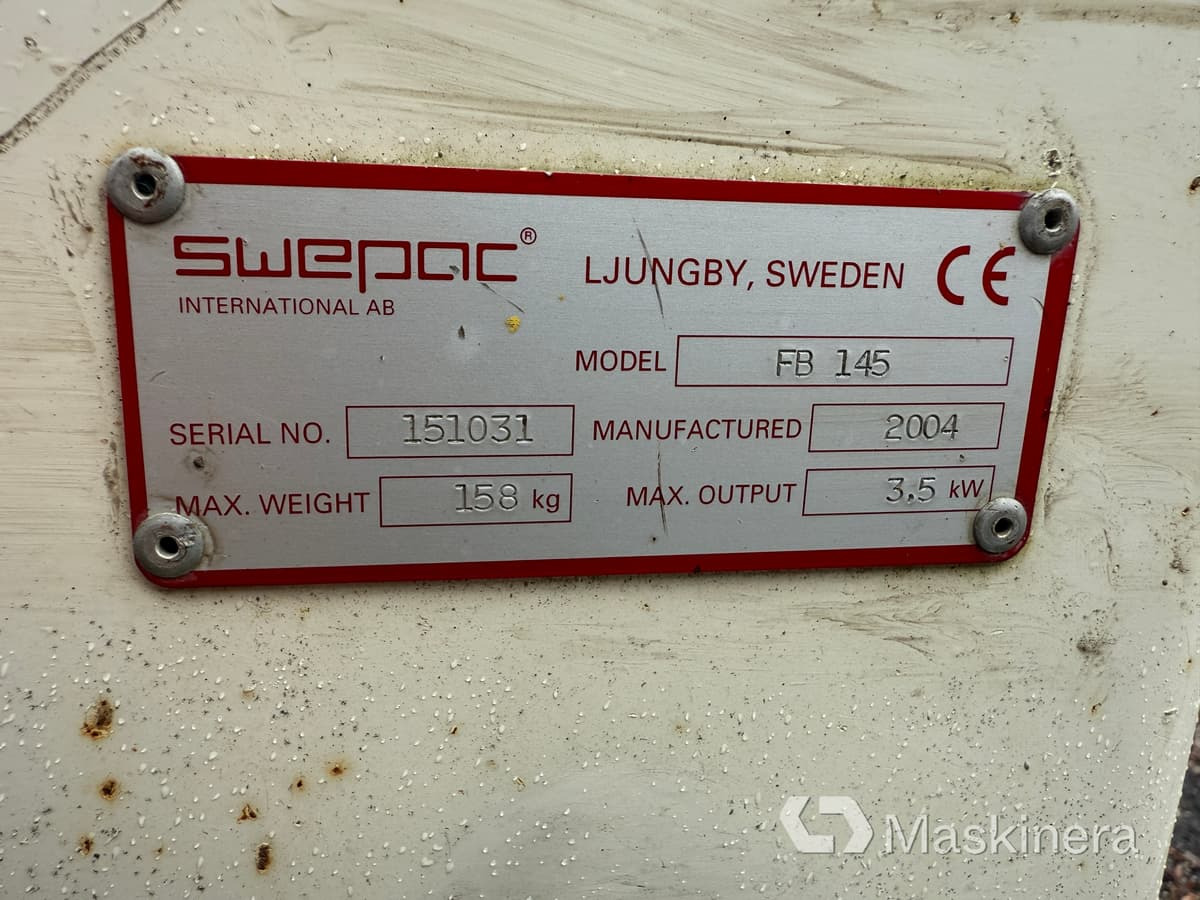 swepac®
INTERNATIONAL AB
LJUNGBY, SWEDEN CE
MODEL FB 145
SERIAL NO. 151031 MANUFACTURED 2004
MAX. WEIGHT 158 kg MAX. OUTPUT 3.5 kW
Maskinera